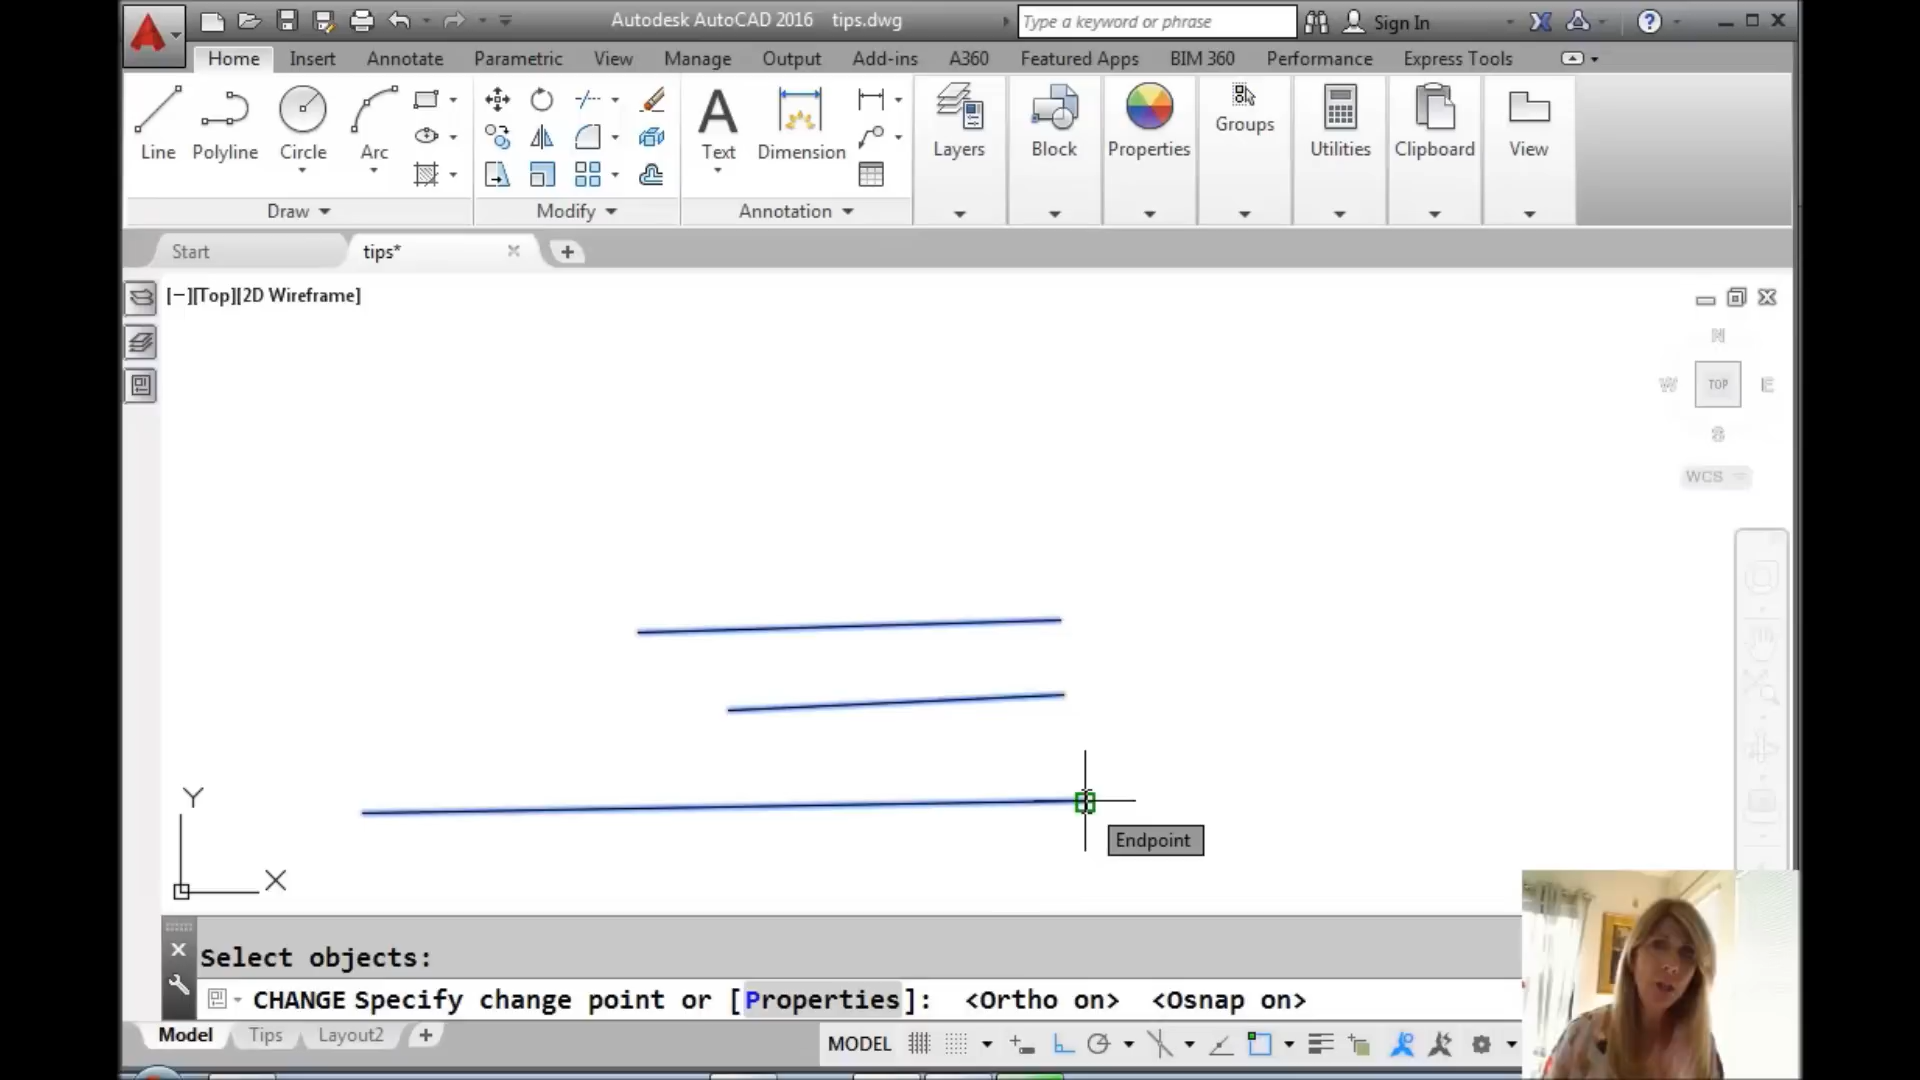 Autodesk AutoCAD 2016 tips.dwg
Type a keyword or phrase
Sign In
Home Insert Annotate Parametric View Manage Output Add-ins A360 Featured Apps BIM 360 Performance Express Tools
Line Polyline Circle Arc
Text Dimension
Layers Block Properties Groups Utilities Clipboard View
Draw Modify Annotation
Start tips*
[−][Top][2D Wireframe]
N
W TOP E
S
WCS
Endpoint
Y
X
Select objects:
CHANGE Specify change point or [Properties]: <Ortho on> <Osnap on>
Model Tips Layout2
MODEL